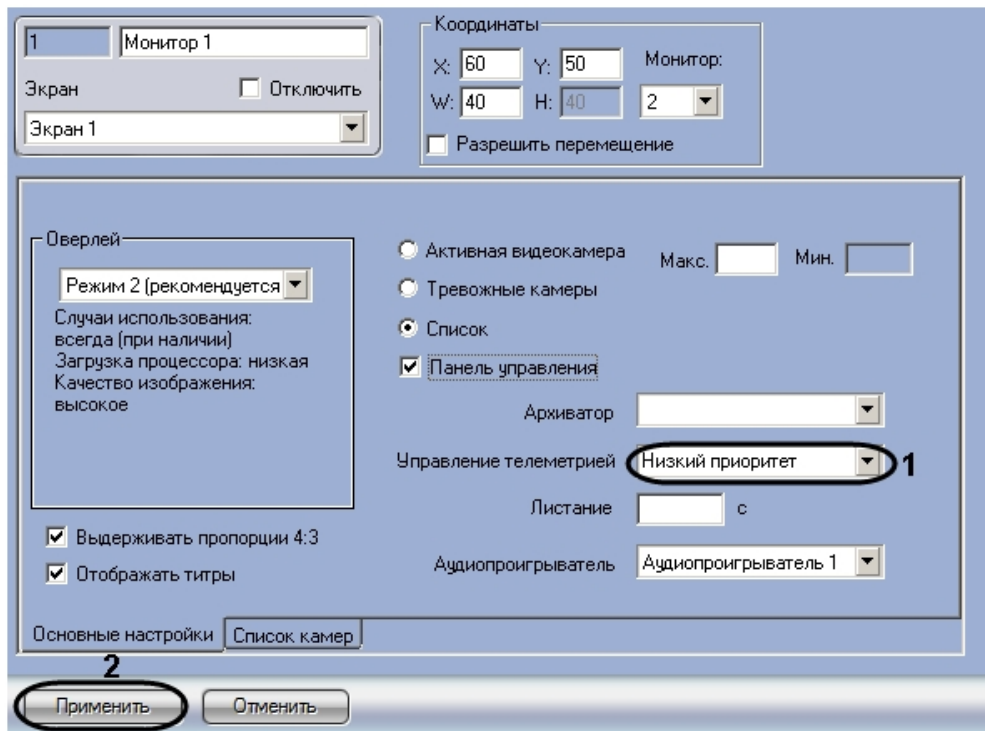 1 Монитор 1
Экран Отключить
Экран 1
Координаты
X: 60 Y: 50 Монитор:
W: 40 H: 40 2
Разрешить перемещение
Оверлей
Режим 2 (рекомендуется
Случаи использования:
всегда (при наличии)
Загрузка процессора: низкая
Качество изображения:
высокое
Выдерживать пропорции 4:3
Отображать титры
Активная видеокамера Макс. Мин.
Тревожные камеры
Список
Панель управления
Архиватор
Управление телеметрией Низкий приоритет 1
Листание с
Аудиопроигрыватель Аудиопроигрыватель 1
Основные настройки Список камер
2
Применить Отменить